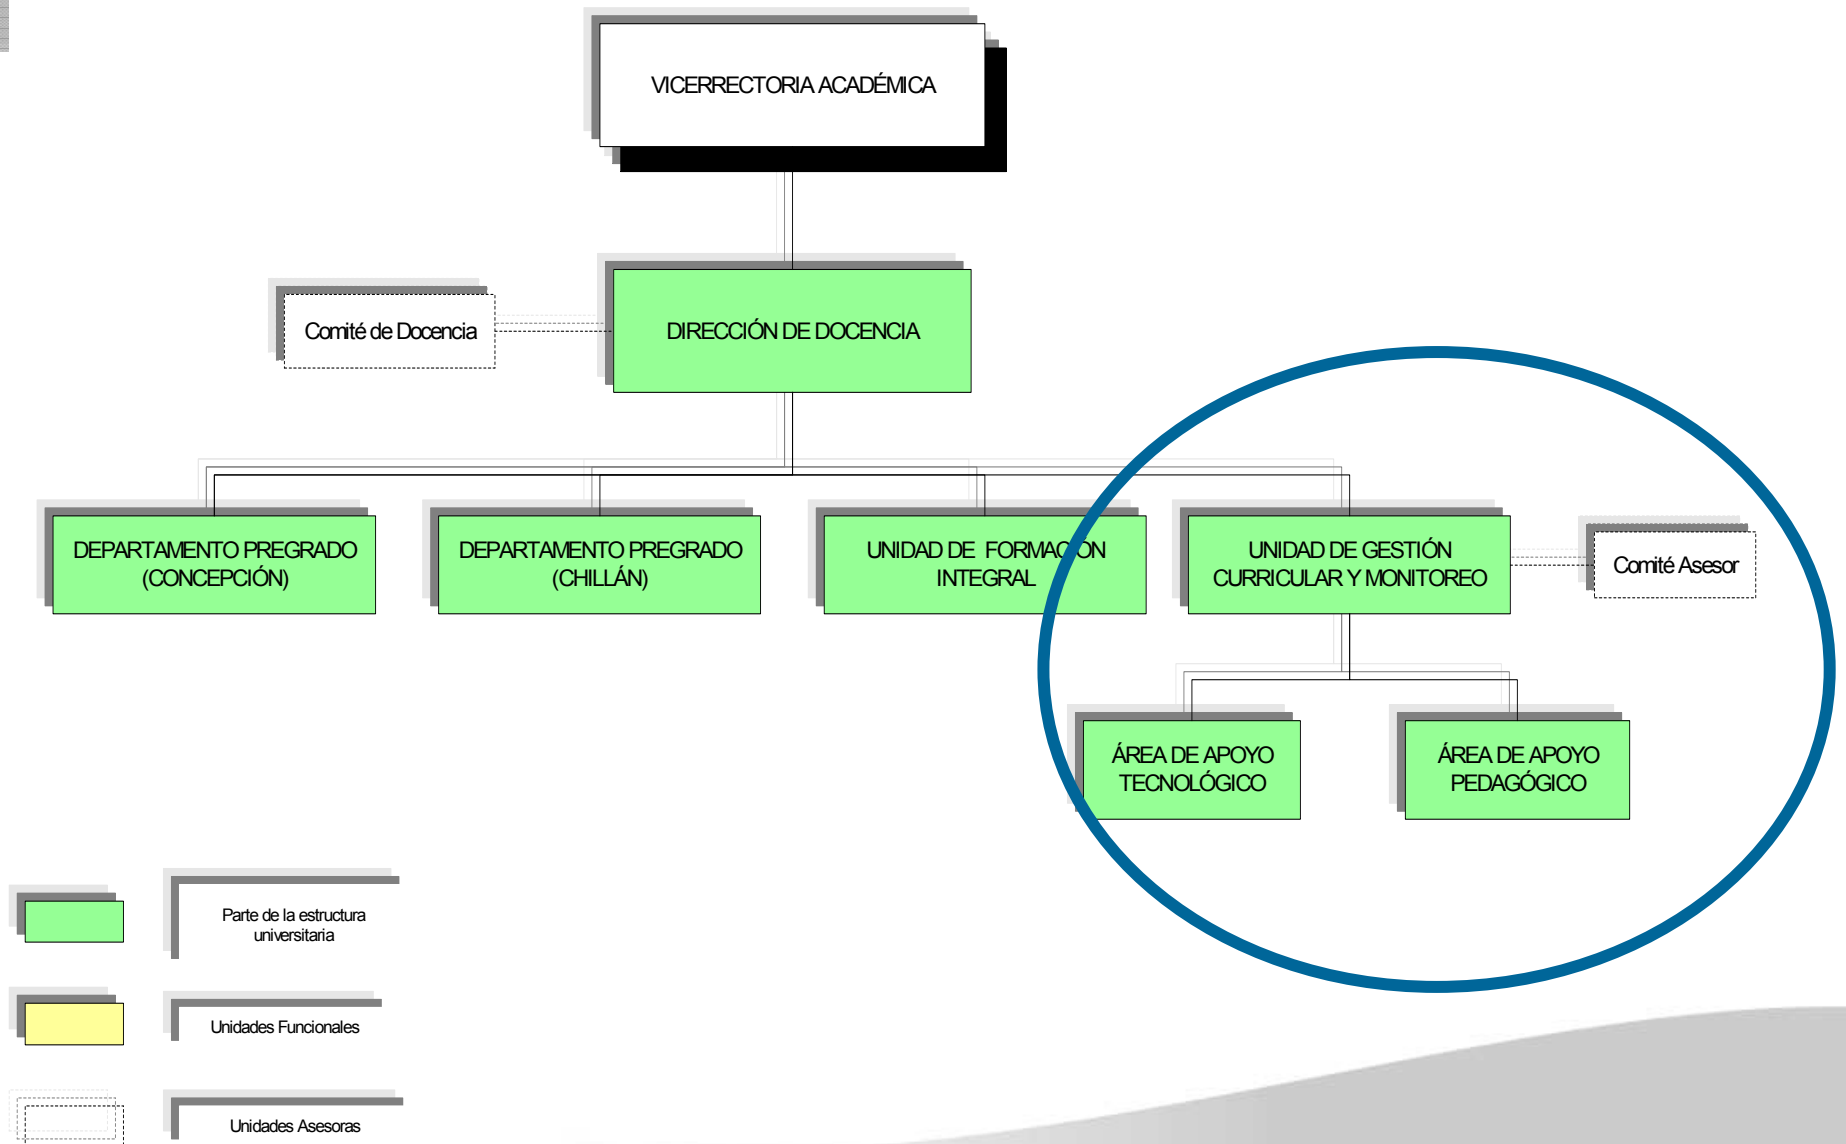 VICERRECTORIA ACADÉMICA
Comité de Docencia
DIRECCIÓN DE DOCENCIA
DEPARTAMENTO PREGRADO
(CONCEPCIÓN)
DEPARTAMENTO PREGRADO
(CHILLÁN)
UNIDAD DE FORMACIÓN
INTEGRAL
UNIDAD DE GESTIÓN
CURRICULAR Y MONITOREO
Comité Asesor
ÁREA DE APOYO
TECNOLÓGICO
ÁREA DE APOYO
PEDAGÓGICO
Parte de la estructura
universitaria
Unidades Funcionales
Unidades Asesoras